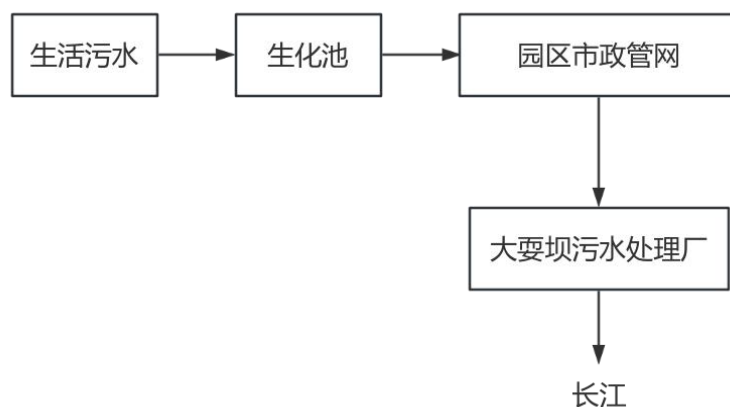 生活污水
生化池
园区市政管网
大耍坝污水处理厂
长江